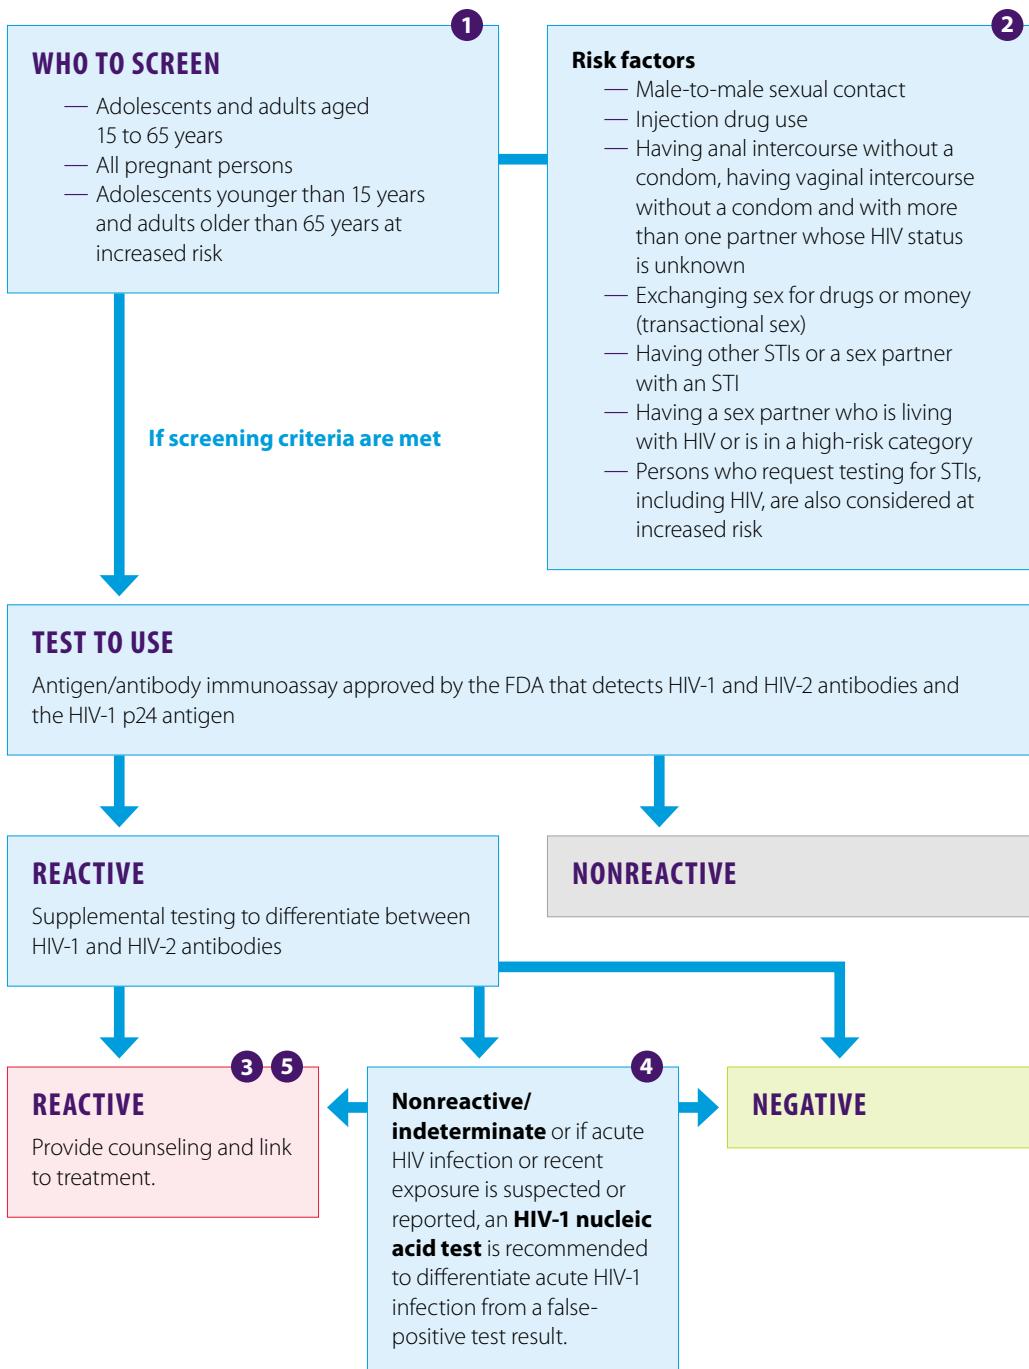 1
WHO TO SCREEN
— Adolescents and adults aged
15 to 65 years
— All pregnant persons
— Adolescents younger than 15 years
and adults older than 65 years at
increased risk
2
Risk factors
— Male-to-male sexual contact
— Injection drug use
— Having anal intercourse without a
condom, having vaginal intercourse
without a condom and with more
than one partner whose HIV status
is unknown
— Exchanging sex for drugs or money
(transactional sex)
— Having other STIs or a sex partner
with an STI
— Having a sex partner who is living
with HIV or is in a high-risk category
— Persons who request testing for STIs,
including HIV, are also considered at
increased risk
If screening criteria are met
TEST TO USE
Antigen/antibody immunoassay approved by the FDA that detects HIV-1 and HIV-2 antibodies and
the HIV-1 p24 antigen
REACTIVE
Supplemental testing to differentiate between
HIV-1 and HIV-2 antibodies
NONREACTIVE
3 5
REACTIVE
Provide counseling and link
to treatment.
4
Nonreactive/
indeterminate or if acute
HIV infection or recent
exposure is suspected or
reported, an HIV-1 nucleic
acid test is recommended
to differentiate acute HIV-1
infection from a false-
positive test result.
NEGATIVE